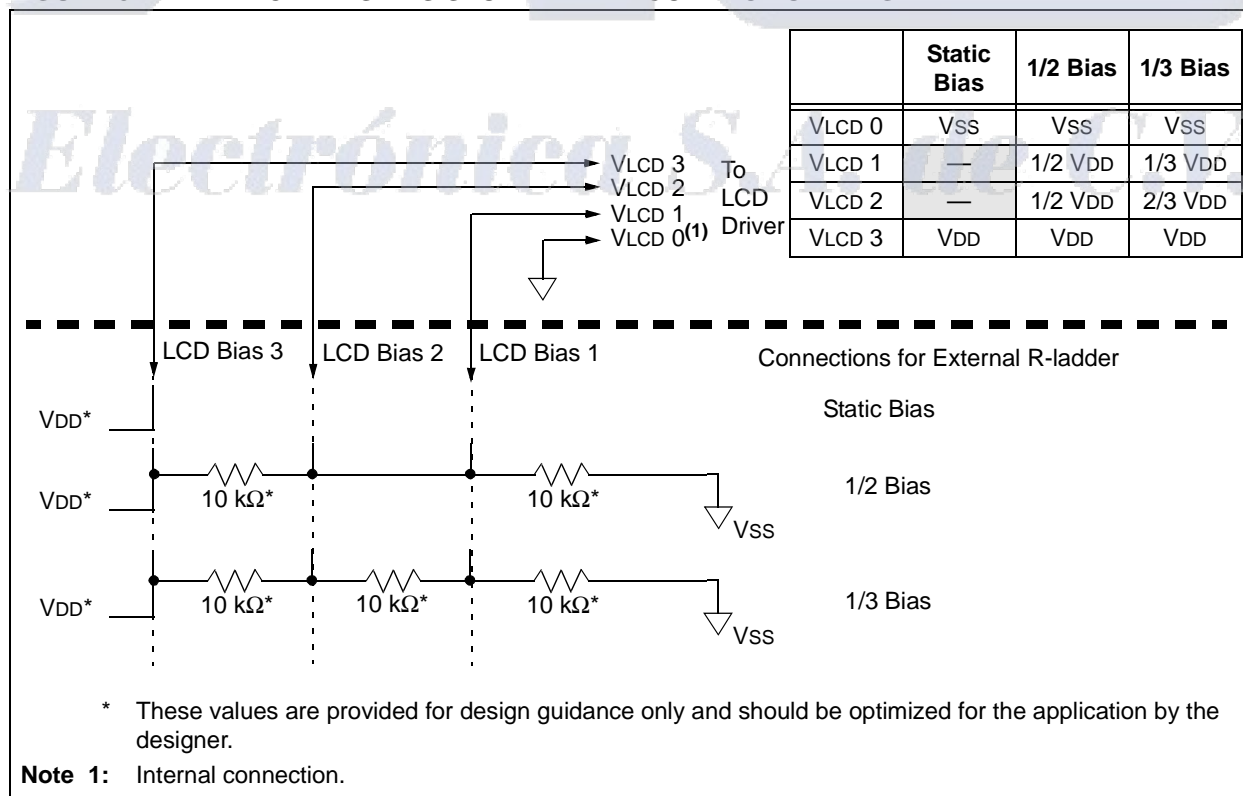 Static Bias 1/2 Bias 1/3 Bias
VLCD 0 VSS VSS VSS
VLCD 1 — 1/2 VDD 1/3 VDD
VLCD 2 — 1/2 VDD 2/3 VDD
VLCD 3 VDD VDD VDD
Electrónica S.A. de C.V.
VLCD 3
VLCD 2
VLCD 1
VLCD 0(1)
To
LCD
Driver
LCD Bias 3 LCD Bias 2 LCD Bias 1 Connections for External R-ladder
VDD* Static Bias
VDD* 10 kΩ* 10 kΩ* VSS 1/2 Bias
VDD* 10 kΩ* 10 kΩ* 10 kΩ* VSS 1/3 Bias
* These values are provided for design guidance only and should be optimized for the application by the
designer.
Note 1: Internal connection.